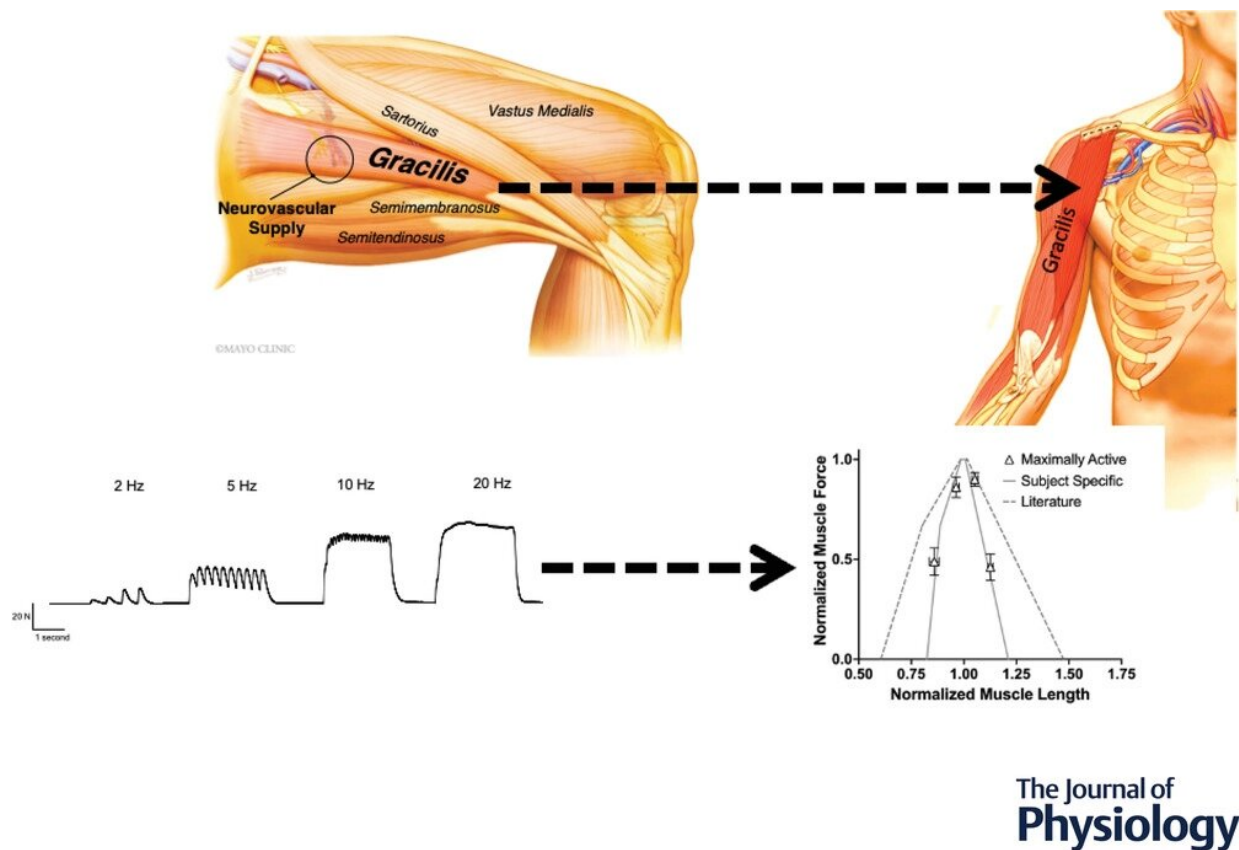 Sartorius
Vastus Medialis
Gracilis
Neurovascular
Supply
Semimembranosus
Semitendinosus
©MAYO CLINIC
Gracilis
2 Hz
5 Hz
10 Hz
20 Hz
20 N
1 second
Normalized Muscle Force
1.0
0.5
0.0
Maximally Active
Subject Specific
Literature
0.50 0.75 1.00 1.25 1.50 1.75
Normalized Muscle Length
The Journal of
Physiology